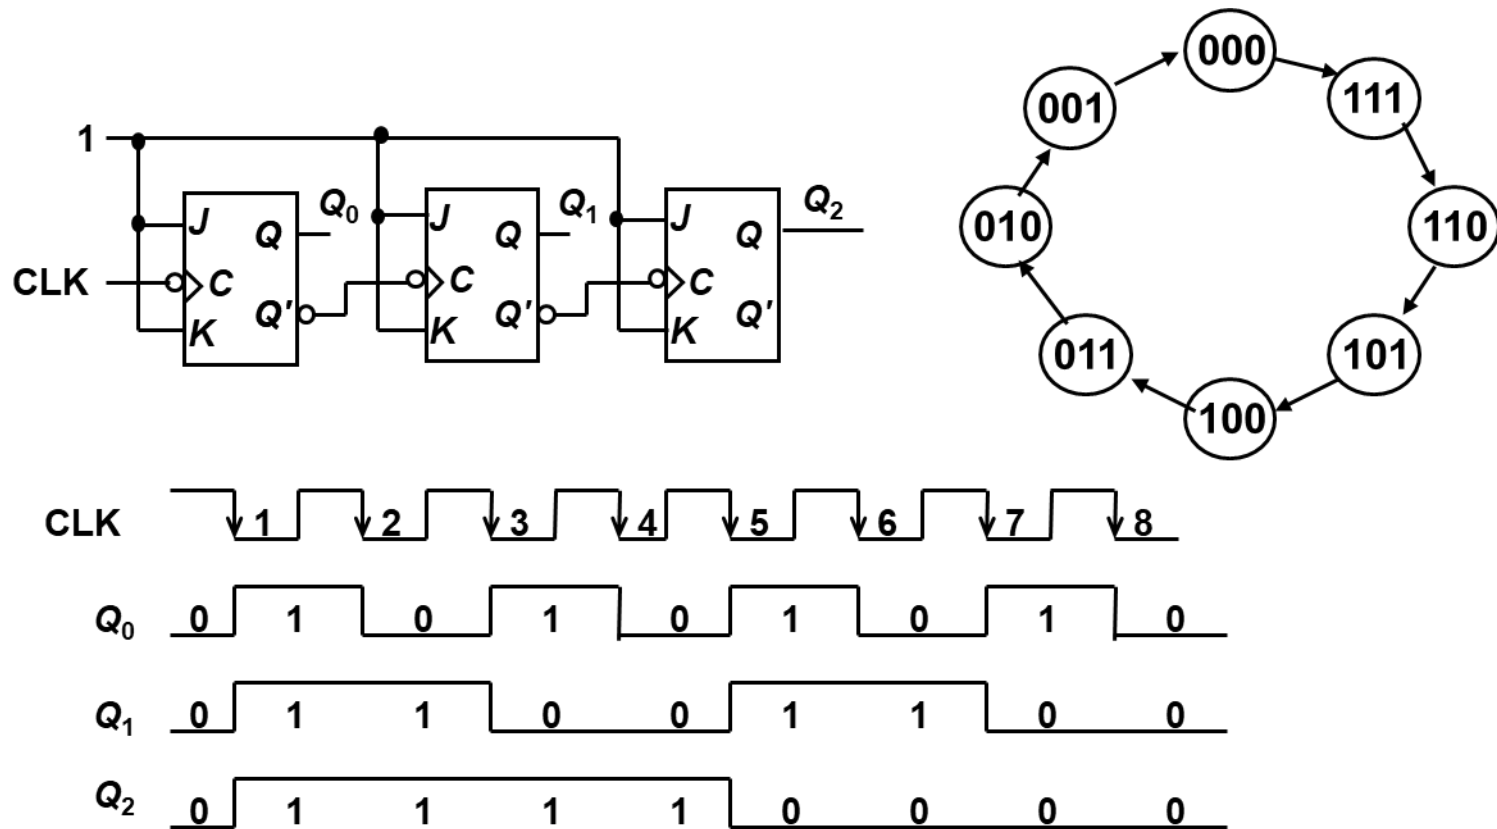 1
J Q Q₀
CLK C
Q'
K
J Q Q₁
C
Q'
K
J Q Q₂
C
Q'
K
000
111
110
101
100
011
010
001
CLK 1 2 3 4 5 6 7 8
Q₀ 0 1 0 1 0 1 0 1 0
Q₁ 0 1 1 0 0 1 1 0 0
Q₂ 0 1 1 1 1 0 0 0 0